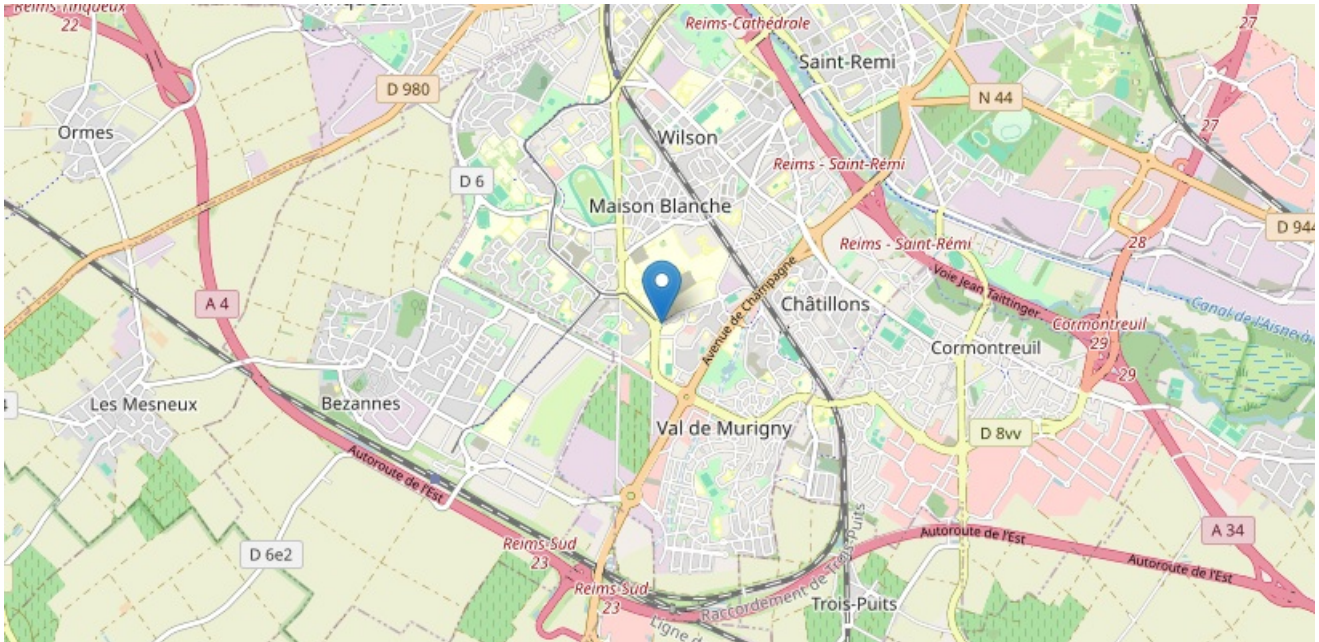 Reims-Tinqueux
22
Reims-Cathédrale
27
Saint-Remi
D 980
N 44
Ormes
Wilson
27
Reims - Saint-Rémi
D 6
Maison Blanche
D 944
Reims - Saint-Rémi
28
Voie Jean Taittinger
A 4
Avenue de Champagne
Châtillons
Canal de l'Aisne à
Cormontreuil
29
Cormontreuil
29
Les Mesneux
Bezannes
Val de Murigny
D 8vv
Autoroute de l'Est
Autoroute de l'Est
A 34
D 6e2
Reims-Sud
23
Autoroute de l'Est
Reims-Sud
23
Raccordement de Trois-Puits
Trois-Puits
Ligne d
4